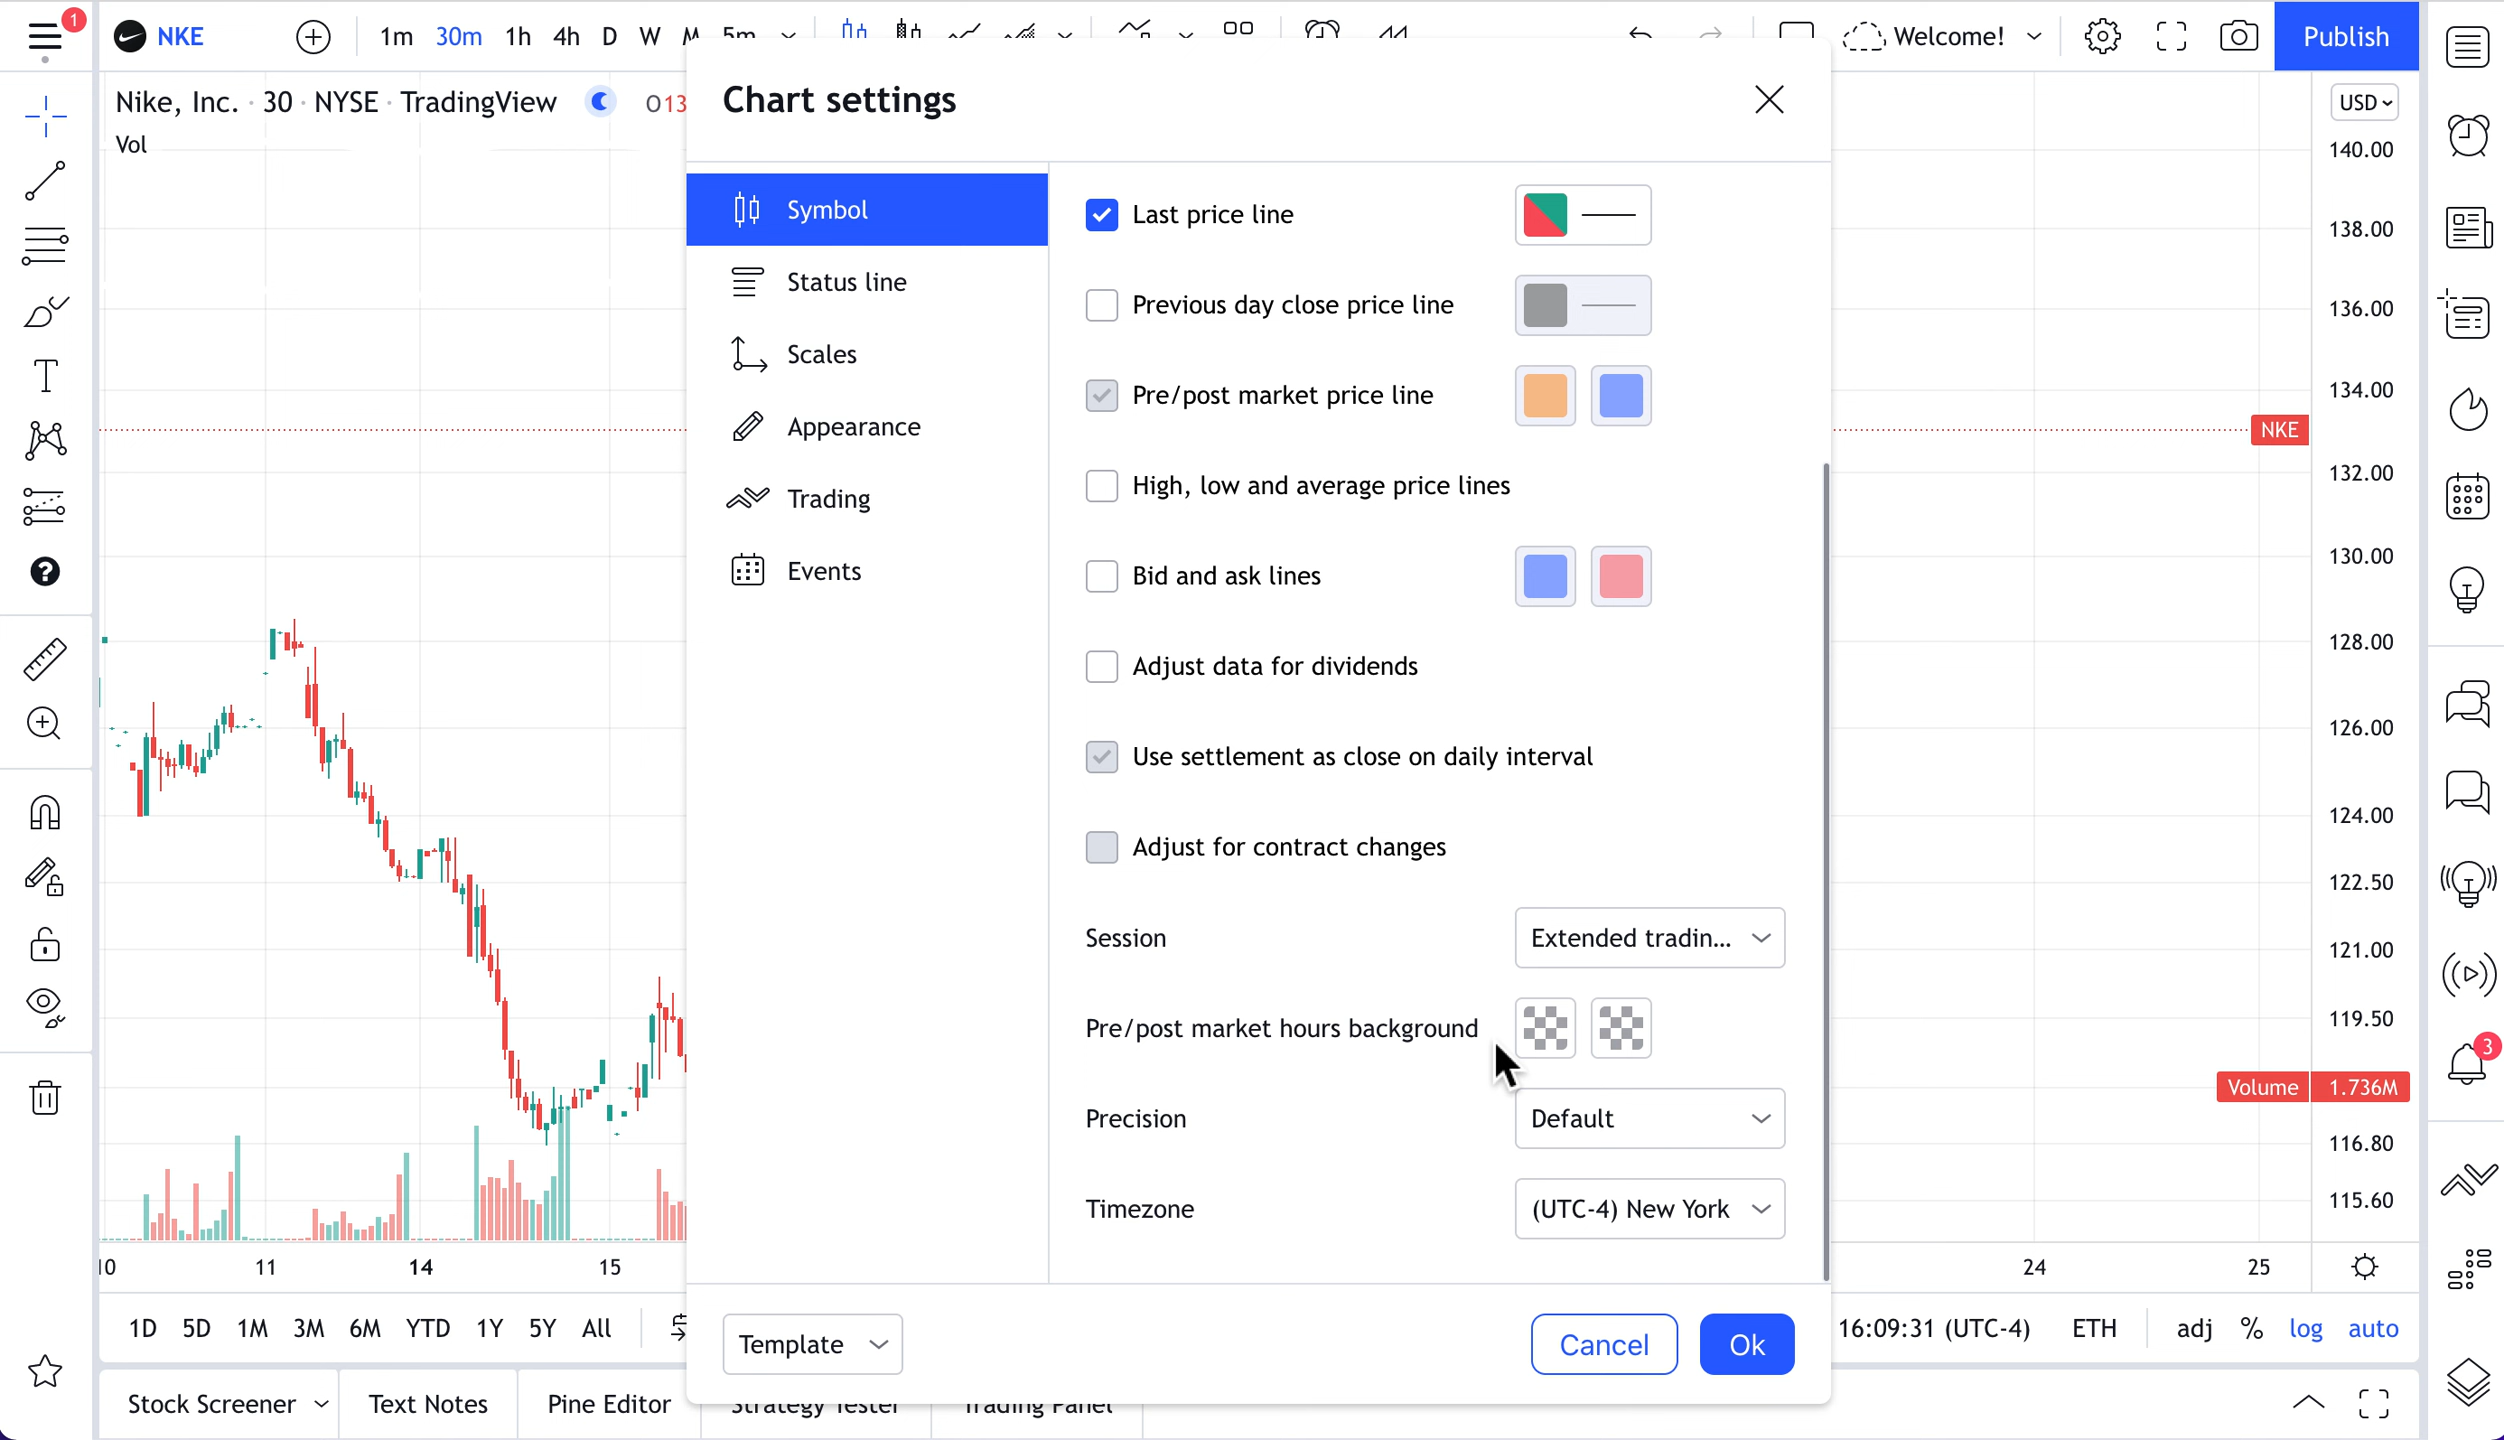 1
NKE
1m 30m 1h 4h D W M 5m
Welcome!
Publish
Nike, Inc. · 30 · NYSE · TradingView
O13
Vol
USD
Chart settings
Symbol
Status line
Scales
Appearance
Trading
Events
Last price line
Previous day close price line
Pre/post market price line
High, low and average price lines
Bid and ask lines
Adjust data for dividends
Use settlement as close on daily interval
Adjust for contract changes
Session
Extended tradin...
Pre/post market hours background
Precision
Default
Timezone
(UTC-4) New York
Template
Cancel
Ok
140.00
138.00
136.00
134.00
NKE
132.00
130.00
128.00
126.00
124.00
122.50
121.00
119.50
Volume 1.736M
116.80
115.60
3
10 11 14 15 24 25
1D 5D 1M 3M 6M YTD 1Y 5Y All
16:09:31 (UTC-4) ETH adj % log auto
Stock Screener Text Notes Pine Editor Strategy Tester Trading Panel